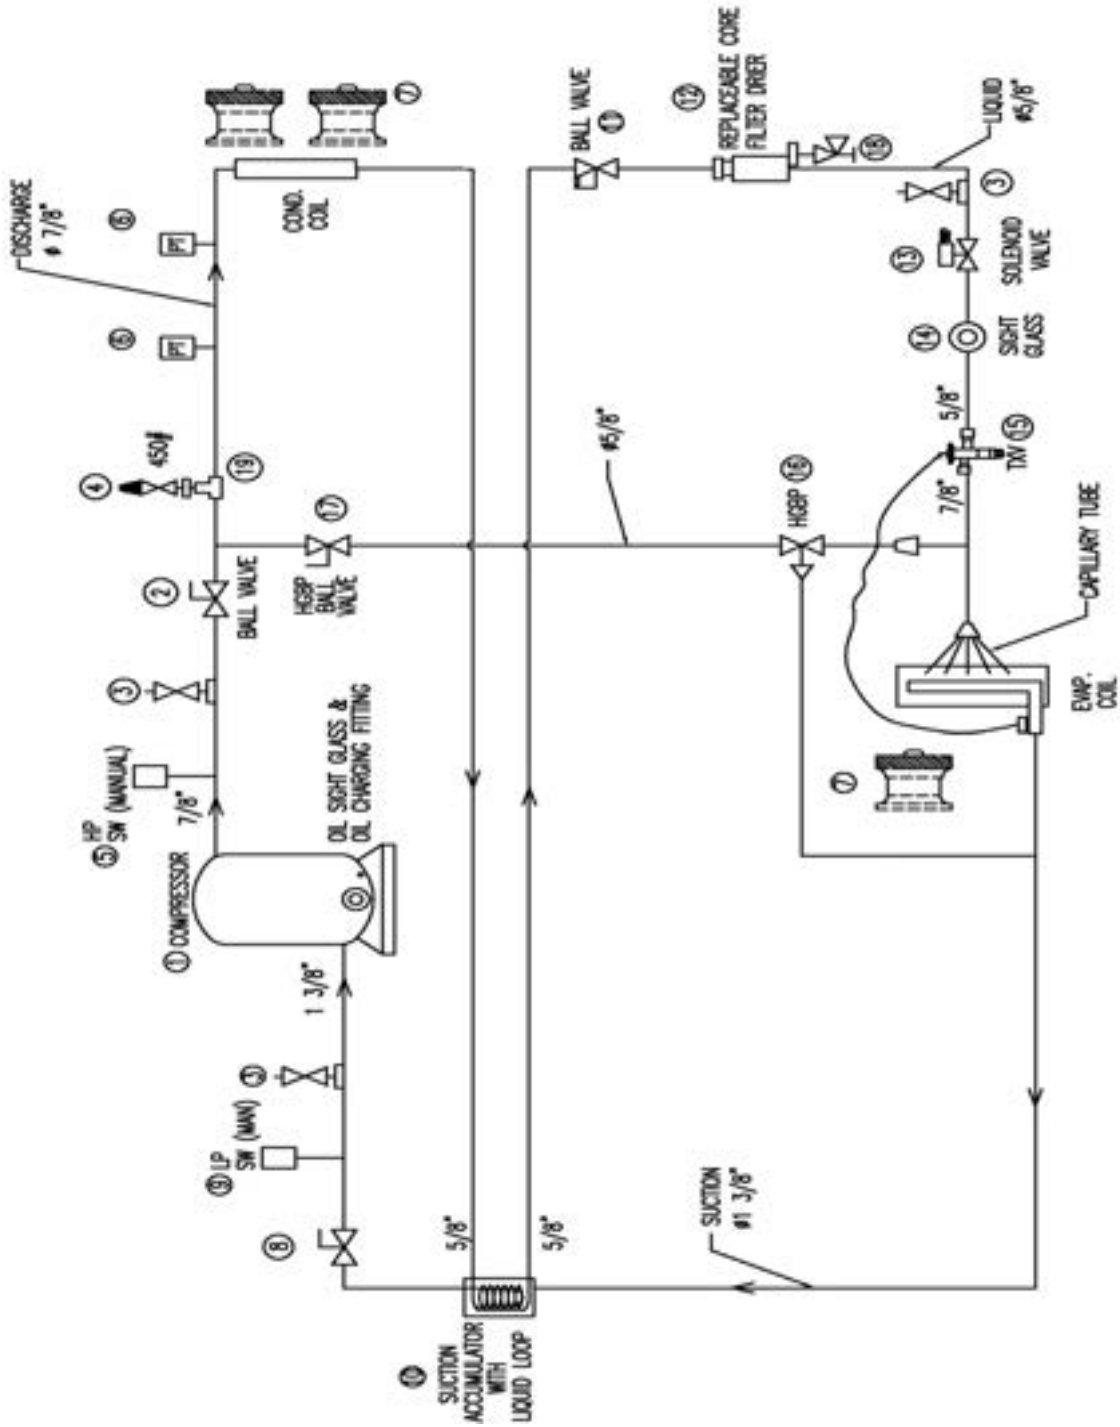 DISCHARGE
ø 7/8"
6
PT
6
PT
7
COND.
COIL
4
450#
19
17
HGBP
BALL
VALVE
2
BALL VALVE
3
5 HP
SW (MANUAL)
7/8"
1 COMPRESSOR
OIL SIGHT GLASS &
OIL CHARGING FITTING
1 3/8"
3
9 LP
SW (MAN)
8
10
SUCTION
ACCUMULATOR
WITH
LIQUID LOOP
5/8"
5/8"
BALL VALVE
11
12
REPLACEABLE CORE
FILTER DRIER
18
LIQUID
ø5/8"
3
13
SOLENOID
VALVE
14
SIGHT
GLASS
5/8"
TXV 15
7/8"
ø5/8"
HGBP 16
CAPILLARY TUBE
EVAP.
COIL
7
SUCTION
ø1 3/8"